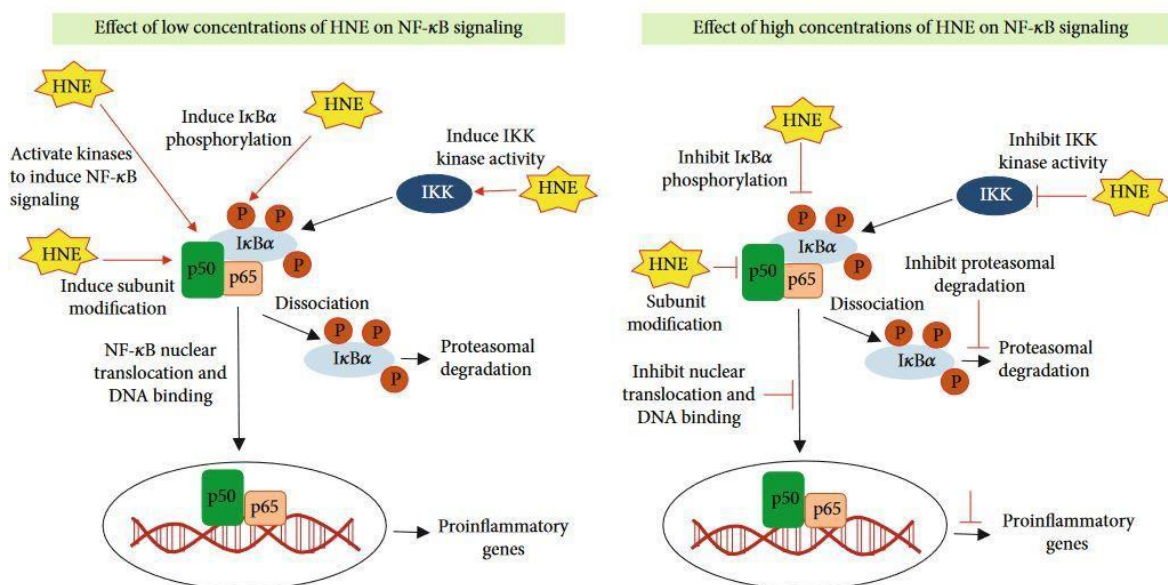 Effect of low concentrations of HNE on NF-κB signaling
HNE
HNE
Induce IκBα
phosphorylation
Activate kinases
to induce NF-κB
signaling
Induce IKK
kinase activity
IKK
HNE
P
P
IκBα
P
HNE
p50
p65
Induce subunit
modification
Dissociation
P
P
IκBα
P
Proteasomal
degradation
NF-κB nuclear
translocation and
DNA binding
p50
p65
Proinflammatory
genes
Effect of high concentrations of HNE on NF-κB signaling
HNE
Inhibit IκBα
phosphorylation
Inhibit IKK
kinase activity
IKK
HNE
P
P
IκBα
P
HNE
p50
p65
Subunit
modification
Inhibit proteasomal
degradation
Dissociation
P
P
IκBα
P
Proteasomal
degradation
Inhibit nuclear
translocation and
DNA binding
p50
p65
Proinflammatory
genes